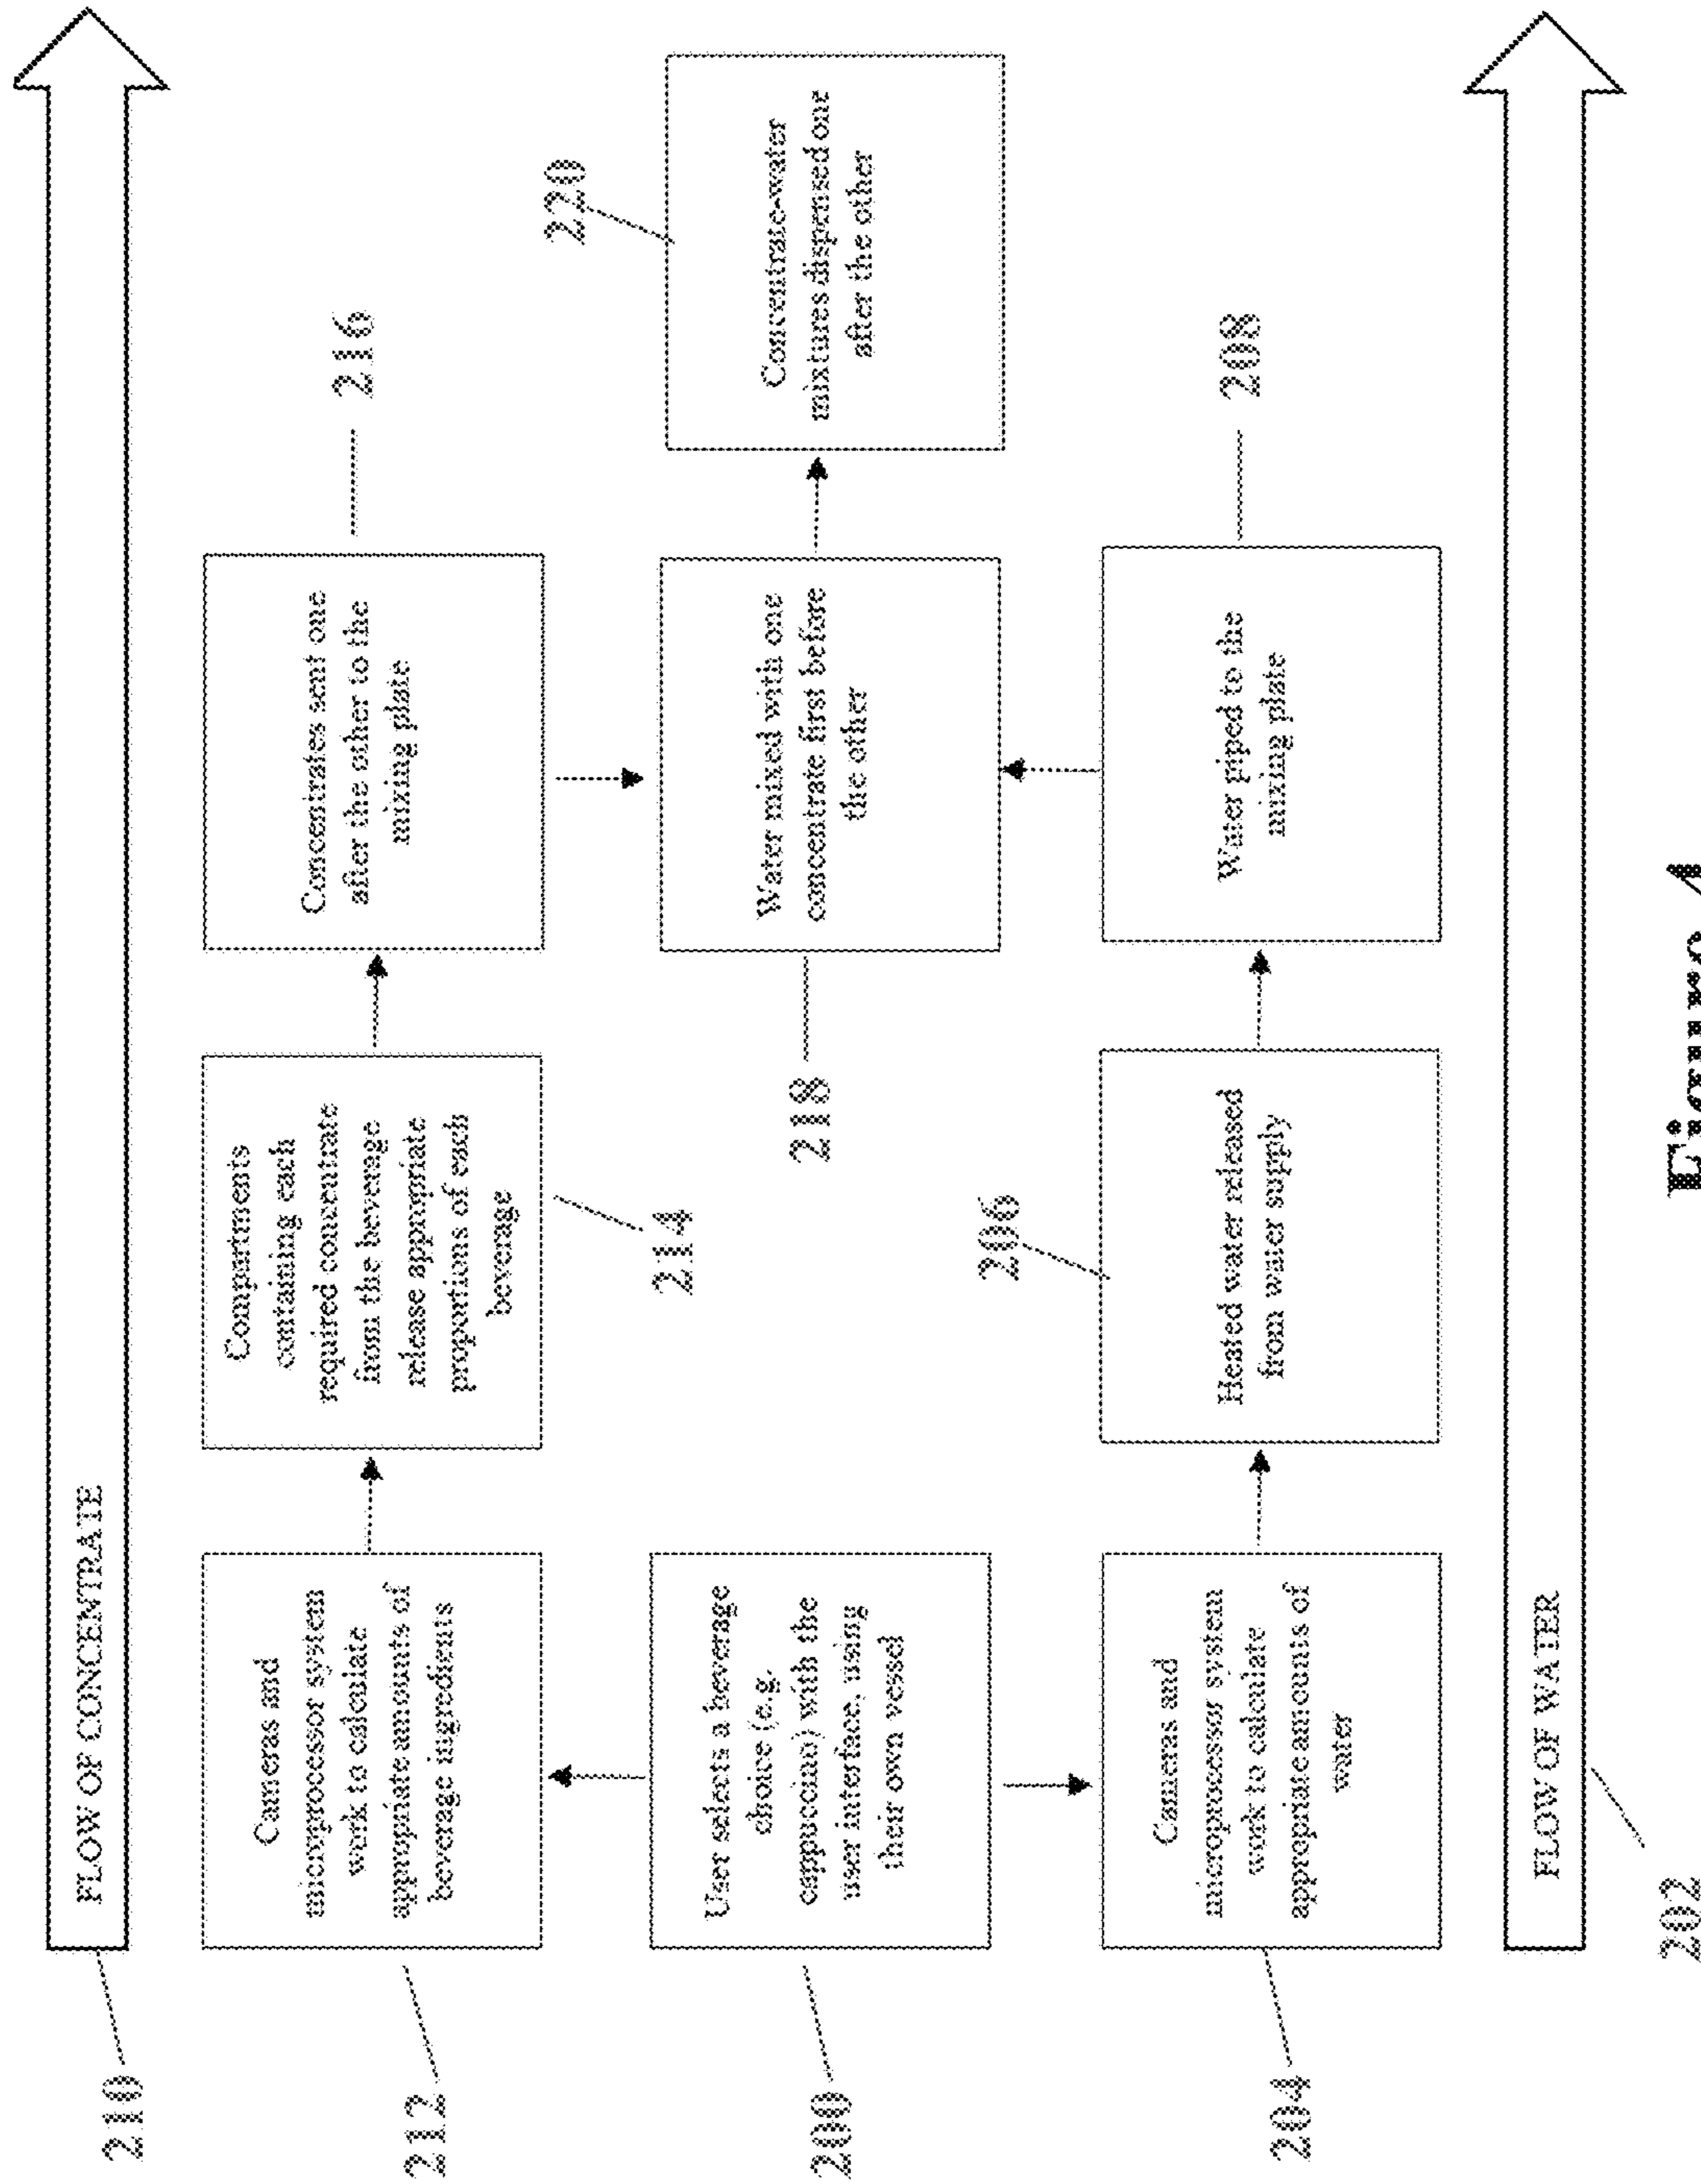 210
FLOW OF CONCENTRATE
212
Cameras and
microprocessor system
work to calculate
appropriate amounts of
beverage ingredients
Compartments
containing each
required concentrate
from the beverage
release appropriate
proportions of each
beverage
214
Concentrates sent one
after the other to the
mixing plate
216
200
User selects a beverage
choice (e.g.
cappuccino) with the
user interface, using
their own vessel
218
Water mixed with one
concentrate first before
the other
220
Concentrate-water
mixtures dispensed one
after the other
204
Cameras and
microprocessor system
work to calculate
appropriate amounts of
water
206
Heated water released
from water supply
Water piped to the
mixing plate
208
202
FLOW OF WATER
Figure 4